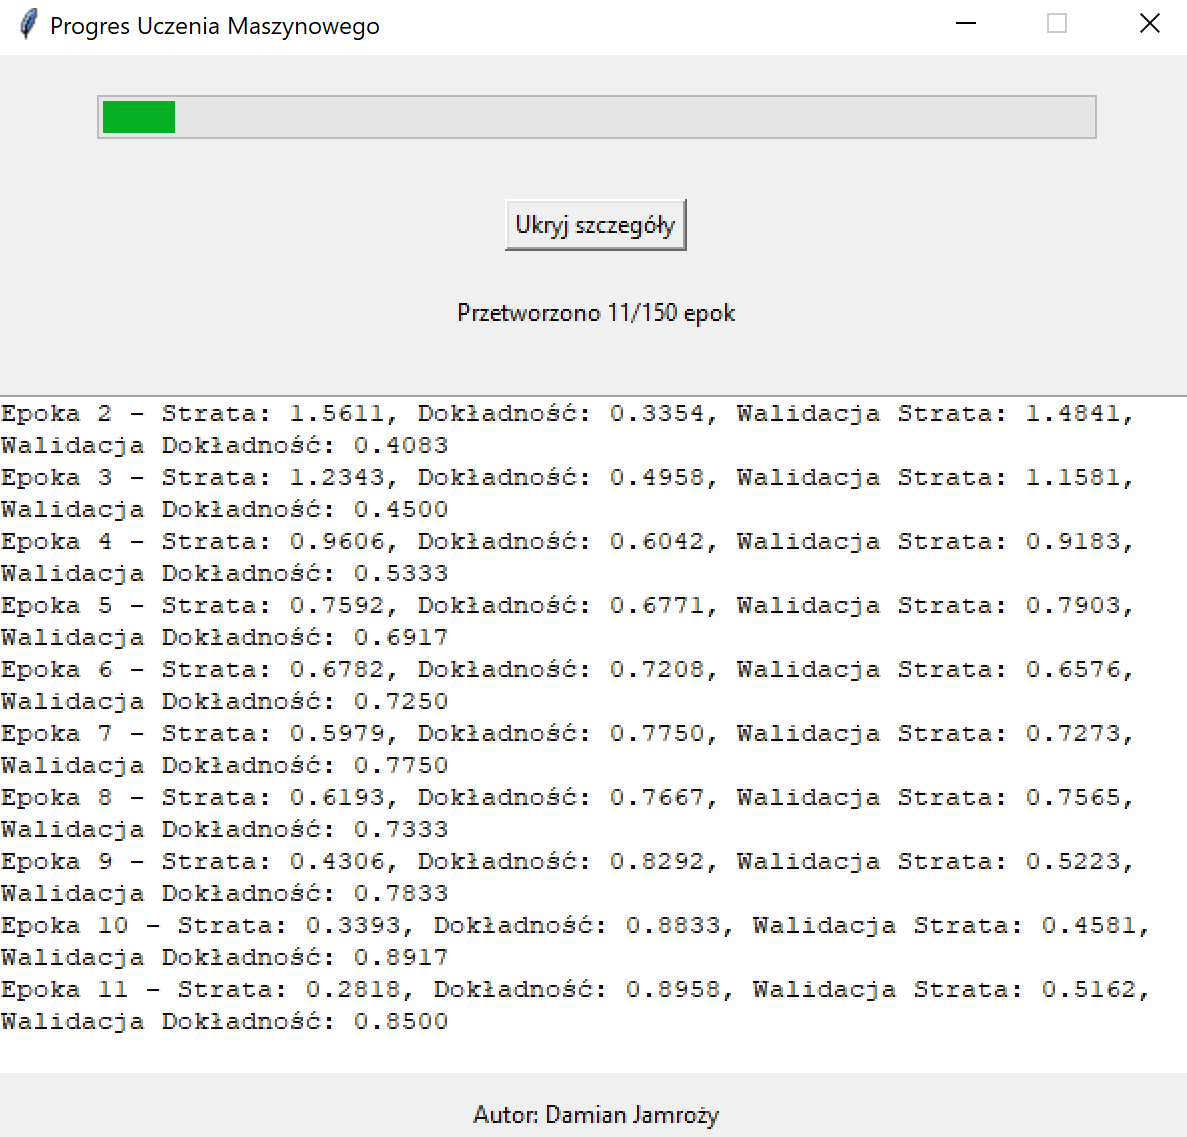 Progres Uczenia Maszynowego
Ukryj szczegóły
Przetworzono 11/150 epok
Epoka 2 - Strata: 1.5611, Dokładność: 0.3354, Walidacja Strata: 1.4841,
Walidacja Dokładność: 0.4083
Epoka 3 - Strata: 1.2343, Dokładność: 0.4958, Walidacja Strata: 1.1581,
Walidacja Dokładność: 0.4500
Epoka 4 - Strata: 0.9606, Dokładność: 0.6042, Walidacja Strata: 0.9183,
Walidacja Dokładność: 0.5333
Epoka 5 - Strata: 0.7592, Dokładność: 0.6771, Walidacja Strata: 0.7903,
Walidacja Dokładność: 0.6917
Epoka 6 - Strata: 0.6782, Dokładność: 0.7208, Walidacja Strata: 0.6576,
Walidacja Dokładność: 0.7250
Epoka 7 - Strata: 0.5979, Dokładność: 0.7750, Walidacja Strata: 0.7273,
Walidacja Dokładność: 0.7750
Epoka 8 - Strata: 0.6193, Dokładność: 0.7667, Walidacja Strata: 0.7565,
Walidacja Dokładność: 0.7333
Epoka 9 - Strata: 0.4306, Dokładność: 0.8292, Walidacja Strata: 0.5223,
Walidacja Dokładność: 0.7833
Epoka 10 - Strata: 0.3393, Dokładność: 0.8833, Walidacja Strata: 0.4581,
Walidacja Dokładność: 0.8917
Epoka 11 - Strata: 0.2818, Dokładność: 0.8958, Walidacja Strata: 0.5162,
Walidacja Dokładność: 0.8500
Autor: Damian Jamroży